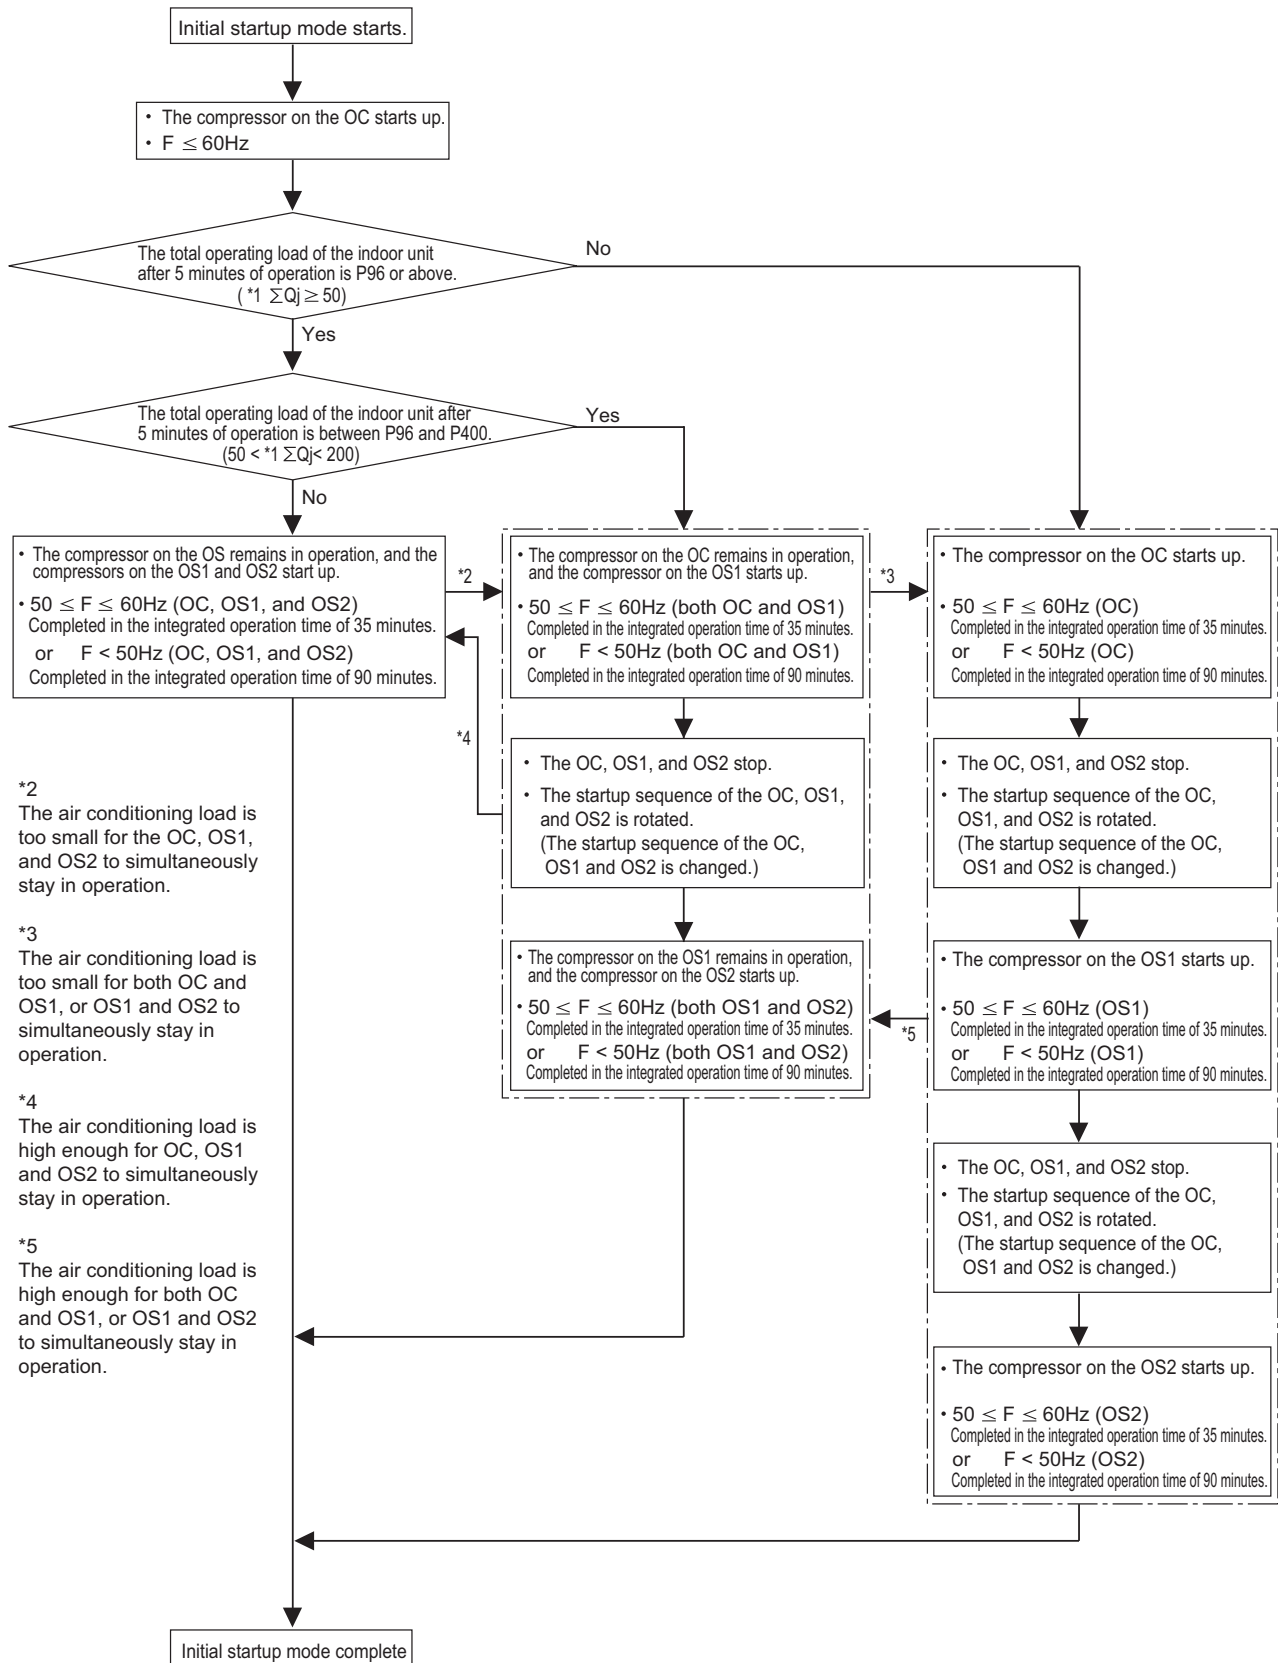 Initial startup mode starts.
• The compressor on the OC starts up.
• F ≤ 60Hz
The total operating load of the indoor unit
after 5 minutes of operation is P96 or above.
( *1 ∑Qj ≥ 50)
No
Yes
The total operating load of the indoor unit after
5 minutes of operation is between P96 and P400.
(50 < *1 ∑Qj< 200)
Yes
No
• The compressor on the OS remains in operation, and the
compressors on the OS1 and OS2 start up.
• 50 ≤ F ≤ 60Hz (OC, OS1, and OS2)
Completed in the integrated operation time of 35 minutes.
or F < 50Hz (OC, OS1, and OS2)
Completed in the integrated operation time of 90 minutes.
*2
• The compressor on the OC remains in operation,
and the compressor on the OS1 starts up.
• 50 ≤ F ≤ 60Hz (both OC and OS1)
Completed in the integrated operation time of 35 minutes.
or F < 50Hz (both OC and OS1)
Completed in the integrated operation time of 90 minutes.
*3
• The compressor on the OC starts up.
• 50 ≤ F ≤ 60Hz (OC)
Completed in the integrated operation time of 35 minutes.
or F < 50Hz (OC)
Completed in the integrated operation time of 90 minutes.
*4
• The OC, OS1, and OS2 stop.
• The startup sequence of the OC, OS1,
and OS2 is rotated.
(The startup sequence of the OC,
OS1 and OS2 is changed.)
• The OC, OS1, and OS2 stop.
• The startup sequence of the OC,
OS1, and OS2 is rotated.
(The startup sequence of the OC,
OS1 and OS2 is changed.)
• The compressor on the OS1 remains in operation,
and the compressor on the OS2 starts up.
• 50 ≤ F ≤ 60Hz (both OS1 and OS2)
Completed in the integrated operation time of 35 minutes.
or F < 50Hz (both OS1 and OS2)
Completed in the integrated operation time of 90 minutes.
*5
• The compressor on the OS1 starts up.
• 50 ≤ F ≤ 60Hz (OS1)
Completed in the integrated operation time of 35 minutes.
or F < 50Hz (OS1)
Completed in the integrated operation time of 90 minutes.
• The OC, OS1, and OS2 stop.
• The startup sequence of the OC,
OS1, and OS2 is rotated.
(The startup sequence of the OC,
OS1 and OS2 is changed.)
• The compressor on the OS2 starts up.
• 50 ≤ F ≤ 60Hz (OS2)
Completed in the integrated operation time of 35 minutes.
or F < 50Hz (OS2)
Completed in the integrated operation time of 90 minutes.
*2
The air conditioning load is
too small for the OC, OS1,
and OS2 to simultaneously
stay in operation.
*3
The air conditioning load is
too small for both OC and
OS1, or OS1 and OS2 to
simultaneously stay in
operation.
*4
The air conditioning load is
high enough for OC, OS1
and OS2 to simultaneously
stay in operation.
*5
The air conditioning load is
high enough for both OC
and OS1, or OS1 and OS2
to simultaneously stay in
operation.
Initial startup mode complete